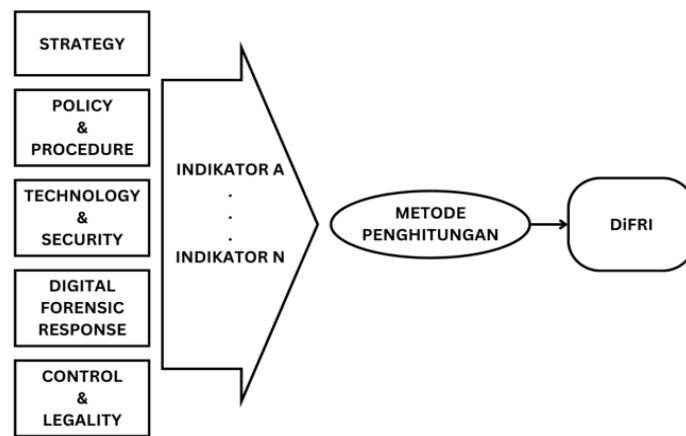 STRATEGY
POLICY
&
PROCEDURE
TECHNOLOGY
&
SECURITY
DIGITAL
FORENSIC
RESPONSE
CONTROL
&
LEGALITY
INDIKATOR A
.
.
.
INDIKATOR N
METODE
PENGHITUNGAN
DiFRI